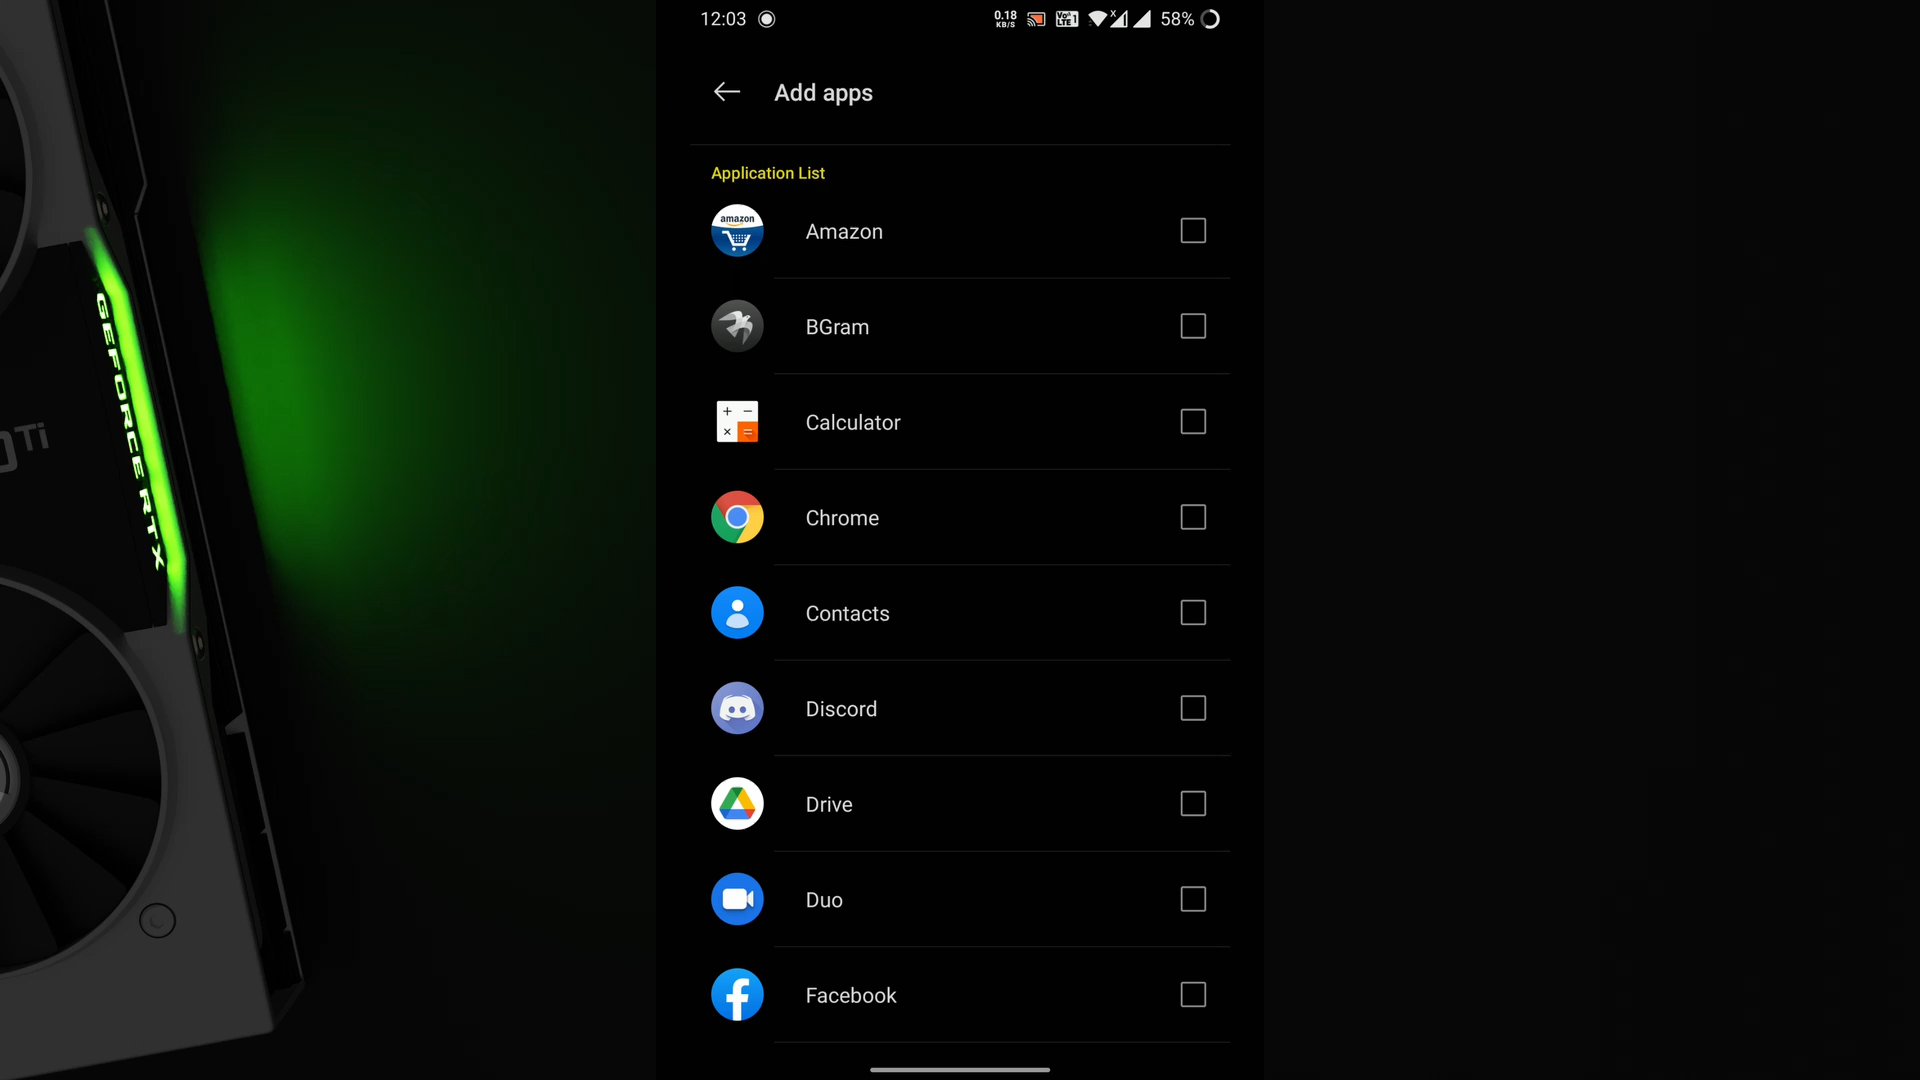 12:03
0.18
KB/S
58%
Add apps
Application List
amazon
Amazon
BGram
Calculator
Chrome
Contacts
Discord
Drive
Duo
Facebook
GEFORCE RTX
Ti